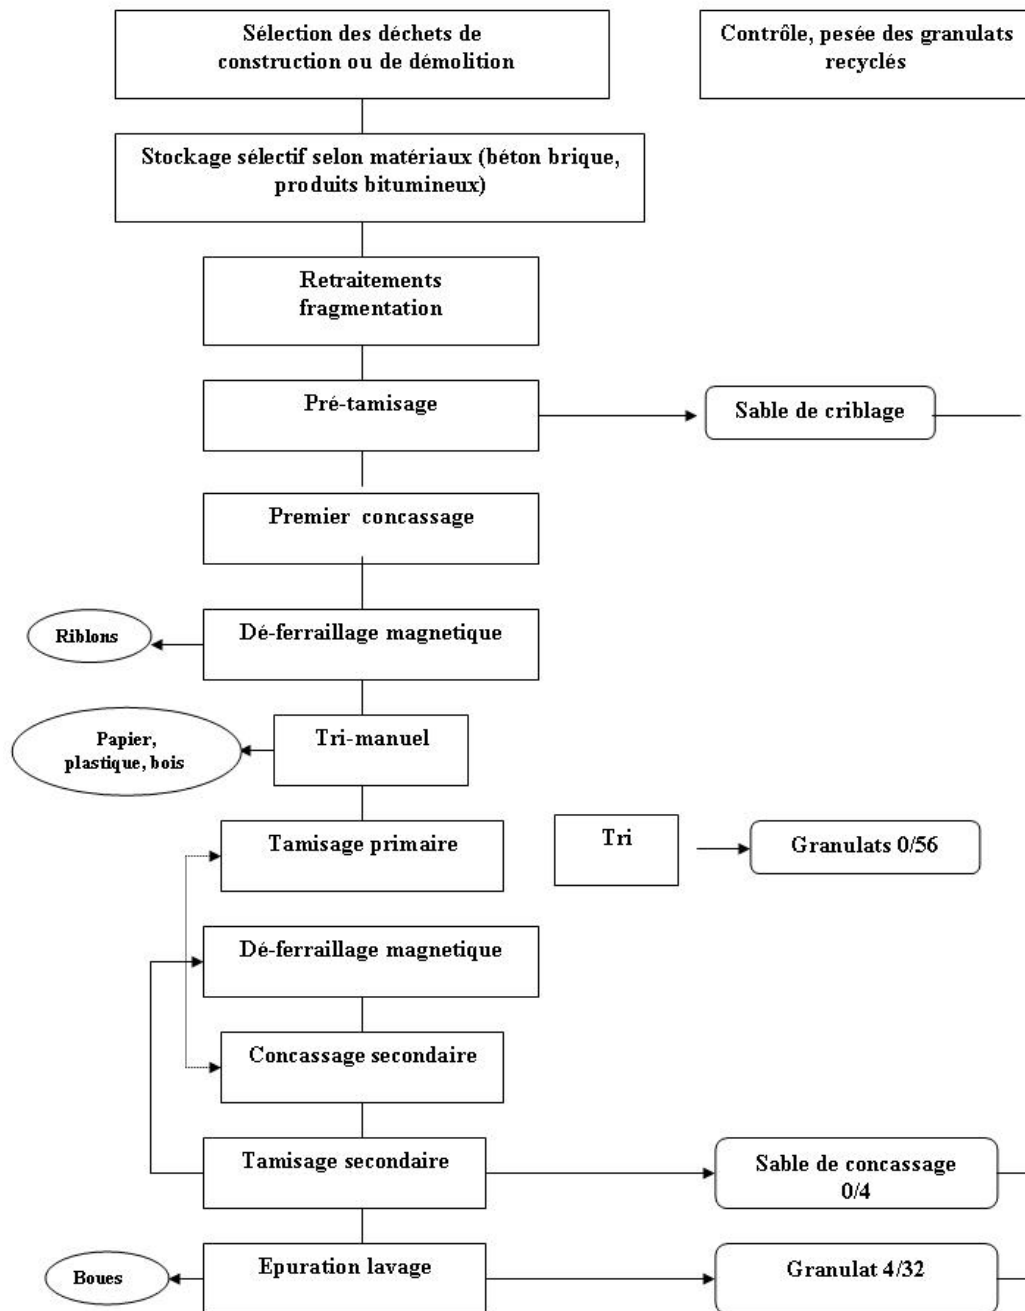 Sélection des déchets de
construction ou de démolition
Contrôle, pesée des granulats
recyclés
Stockage sélectif selon matériaux (béton brique,
produits bitumineux)
Retraitements
fragmentation
Pré-tamisage
Sable de criblage
Premier concassage
Dé-ferraillage magnetique
Riblons
Tri-manuel
Papier,
plastique, bois
Tamisage primaire
Tri
Granulats 0/56
Dé-ferraillage magnetique
Concassage secondaire
Tamisage secondaire
Sable de concassage
0/4
Epuration lavage
Boues
Granulat 4/32